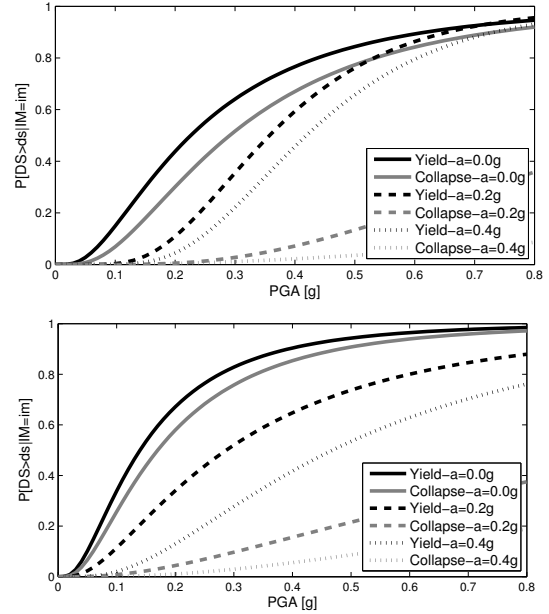 1
0.8
0.6
0.4
0.2
0
P[DS>ds|IM=im]
0 0.1 0.2 0.3 0.4 0.5 0.6 0.7 0.8
PGA [g]
Yield-a=0.0g
Collapse-a=0.0g
Yield-a=0.2g
Collapse-a=0.2g
Yield-a=0.4g
Collapse-a=0.4g
1
0.8
0.6
0.4
0.2
0
P[DS>ds|IM=im]
0 0.1 0.2 0.3 0.4 0.5 0.6 0.7 0.8
PGA [g]
Yield-a=0.0g
Collapse-a=0.0g
Yield-a=0.2g
Collapse-a=0.2g
Yield-a=0.4g
Collapse-a=0.4g